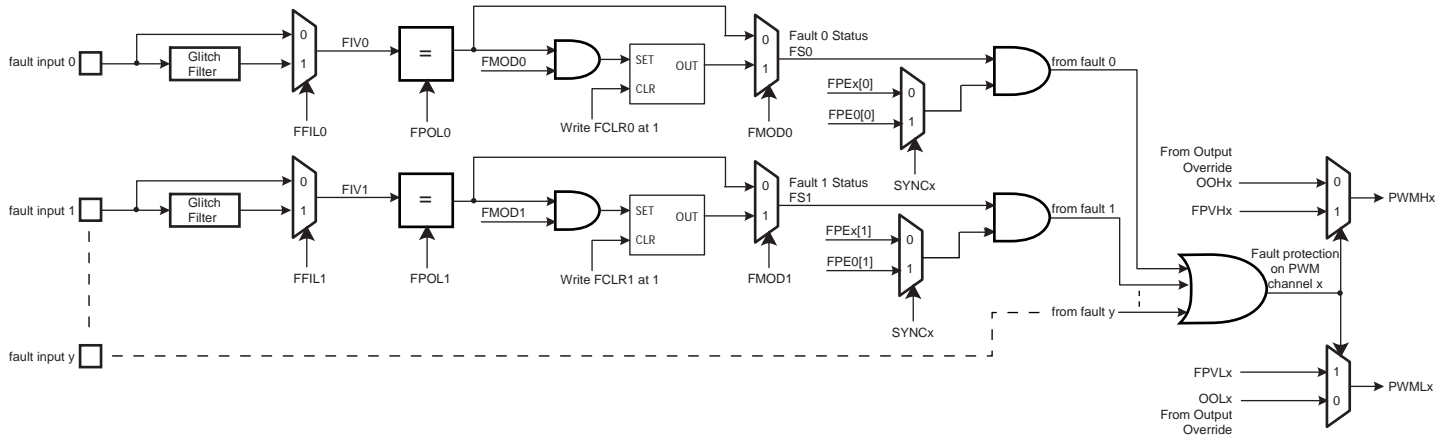 fault input 0
Glitch
Filter
0
1
FIV0
FFIL0
=
FPOL0
FMOD0
SET
OUT
CLR
Write FCLR0 at 1
0
1
FMOD0
Fault 0 Status
FS0
FPEx[0]
FPE0[0]
0
1
SYNCx
from fault 0
fault input 1
Glitch
Filter
0
1
FIV1
FFIL1
=
FPOL1
FMOD1
SET
OUT
CLR
Write FCLR1 at 1
0
1
FMOD1
Fault 1 Status
FS1
FPEx[1]
FPE0[1]
0
1
SYNCx
from fault 1
fault input y
from fault y
Fault protection
on PWM
channel x
From Output
Override
OOHx
FPVHx
0
1
PWMHx
FPVLx
OOLx
From Output
Override
1
0
PWMLx